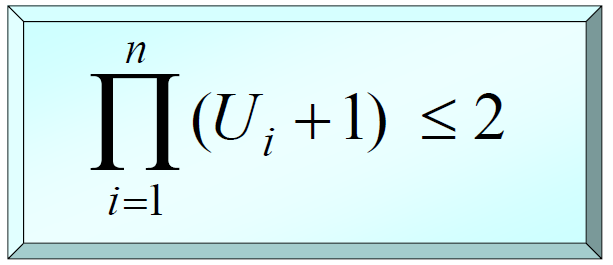 ∏_{i=1}^{n} (U_i + 1) ≤ 2